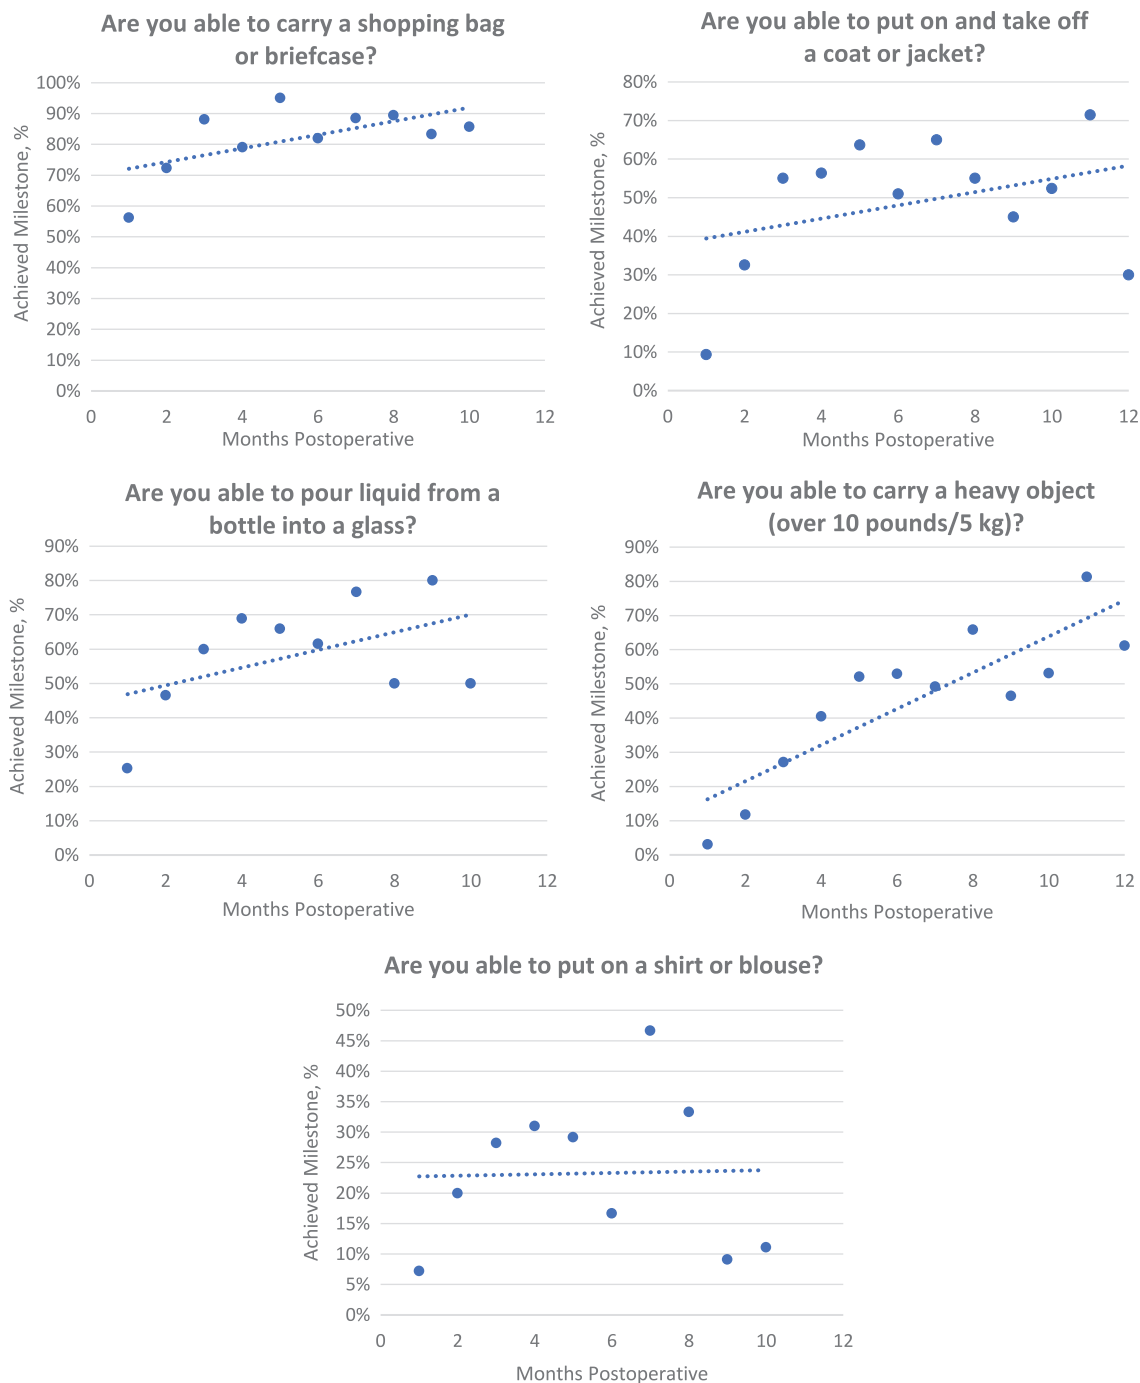 Are you able to carry a shopping bag
or briefcase?
100%
90%
80%
70%
60%
50%
40%
30%
20%
10%
0%
Achieved Milestone, %
0 2 4 6 8 10 12
Months Postoperative
Are you able to put on and take off
a coat or jacket?
80%
70%
60%
50%
40%
30%
20%
10%
0%
Achieved Milestone, %
0 2 4 6 8 10 12
Months Postoperative
Are you able to pour liquid from a
bottle into a glass?
90%
80%
70%
60%
50%
40%
30%
20%
10%
0%
Achieved Milestone, %
0 2 4 6 8 10 12
Months Postoperative
Are you able to carry a heavy object
(over 10 pounds/5 kg)?
90%
80%
70%
60%
50%
40%
30%
20%
10%
0%
Achieved Milestone, %
0 2 4 6 8 10 12
Months Postoperative
Are you able to put on a shirt or blouse?
50%
45%
40%
35%
30%
25%
20%
15%
10%
5%
0%
Achieved Milestone, %
0 2 4 6 8 10 12
Months Postoperative